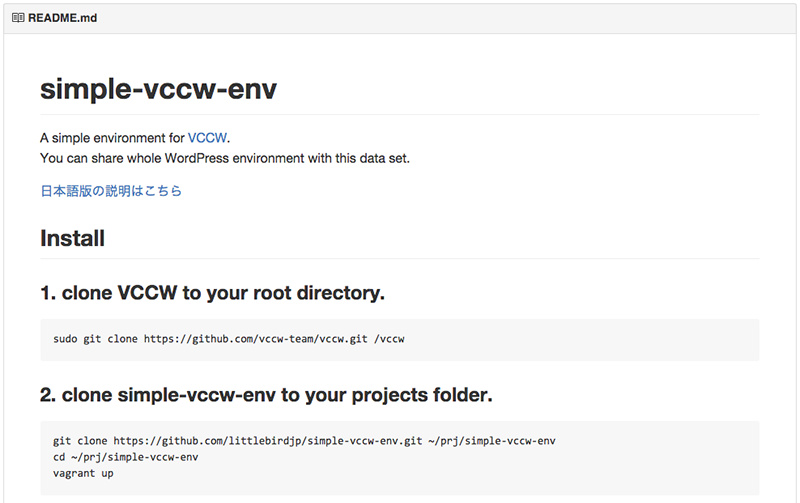 README.md
simple-vccw-env
A simple environment for VCCW.
You can share whole WordPress environment with this data set.
日本語版の説明はこちら
Install
1. clone VCCW to your root directory.
sudo git clone https://github.com/vccw-team/vccw.git /vccw
2. clone simple-vccw-env to your projects folder.
git clone https://github.com/littlebirdjp/simple-vccw-env.git ~/prj/simple-vccw-env
cd ~/prj/simple-vccw-env
vagrant up